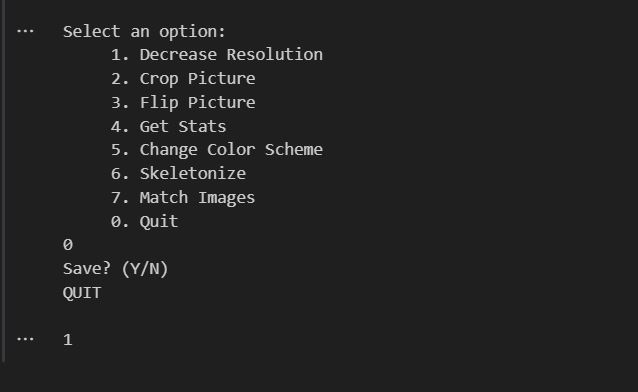 ... Select an option:
1. Decrease Resolution
2. Crop Picture
3. Flip Picture
4. Get Stats
5. Change Color Scheme
6. Skeletonize
7. Match Images
0. Quit
0
Save? (Y/N)
QUIT
... 1